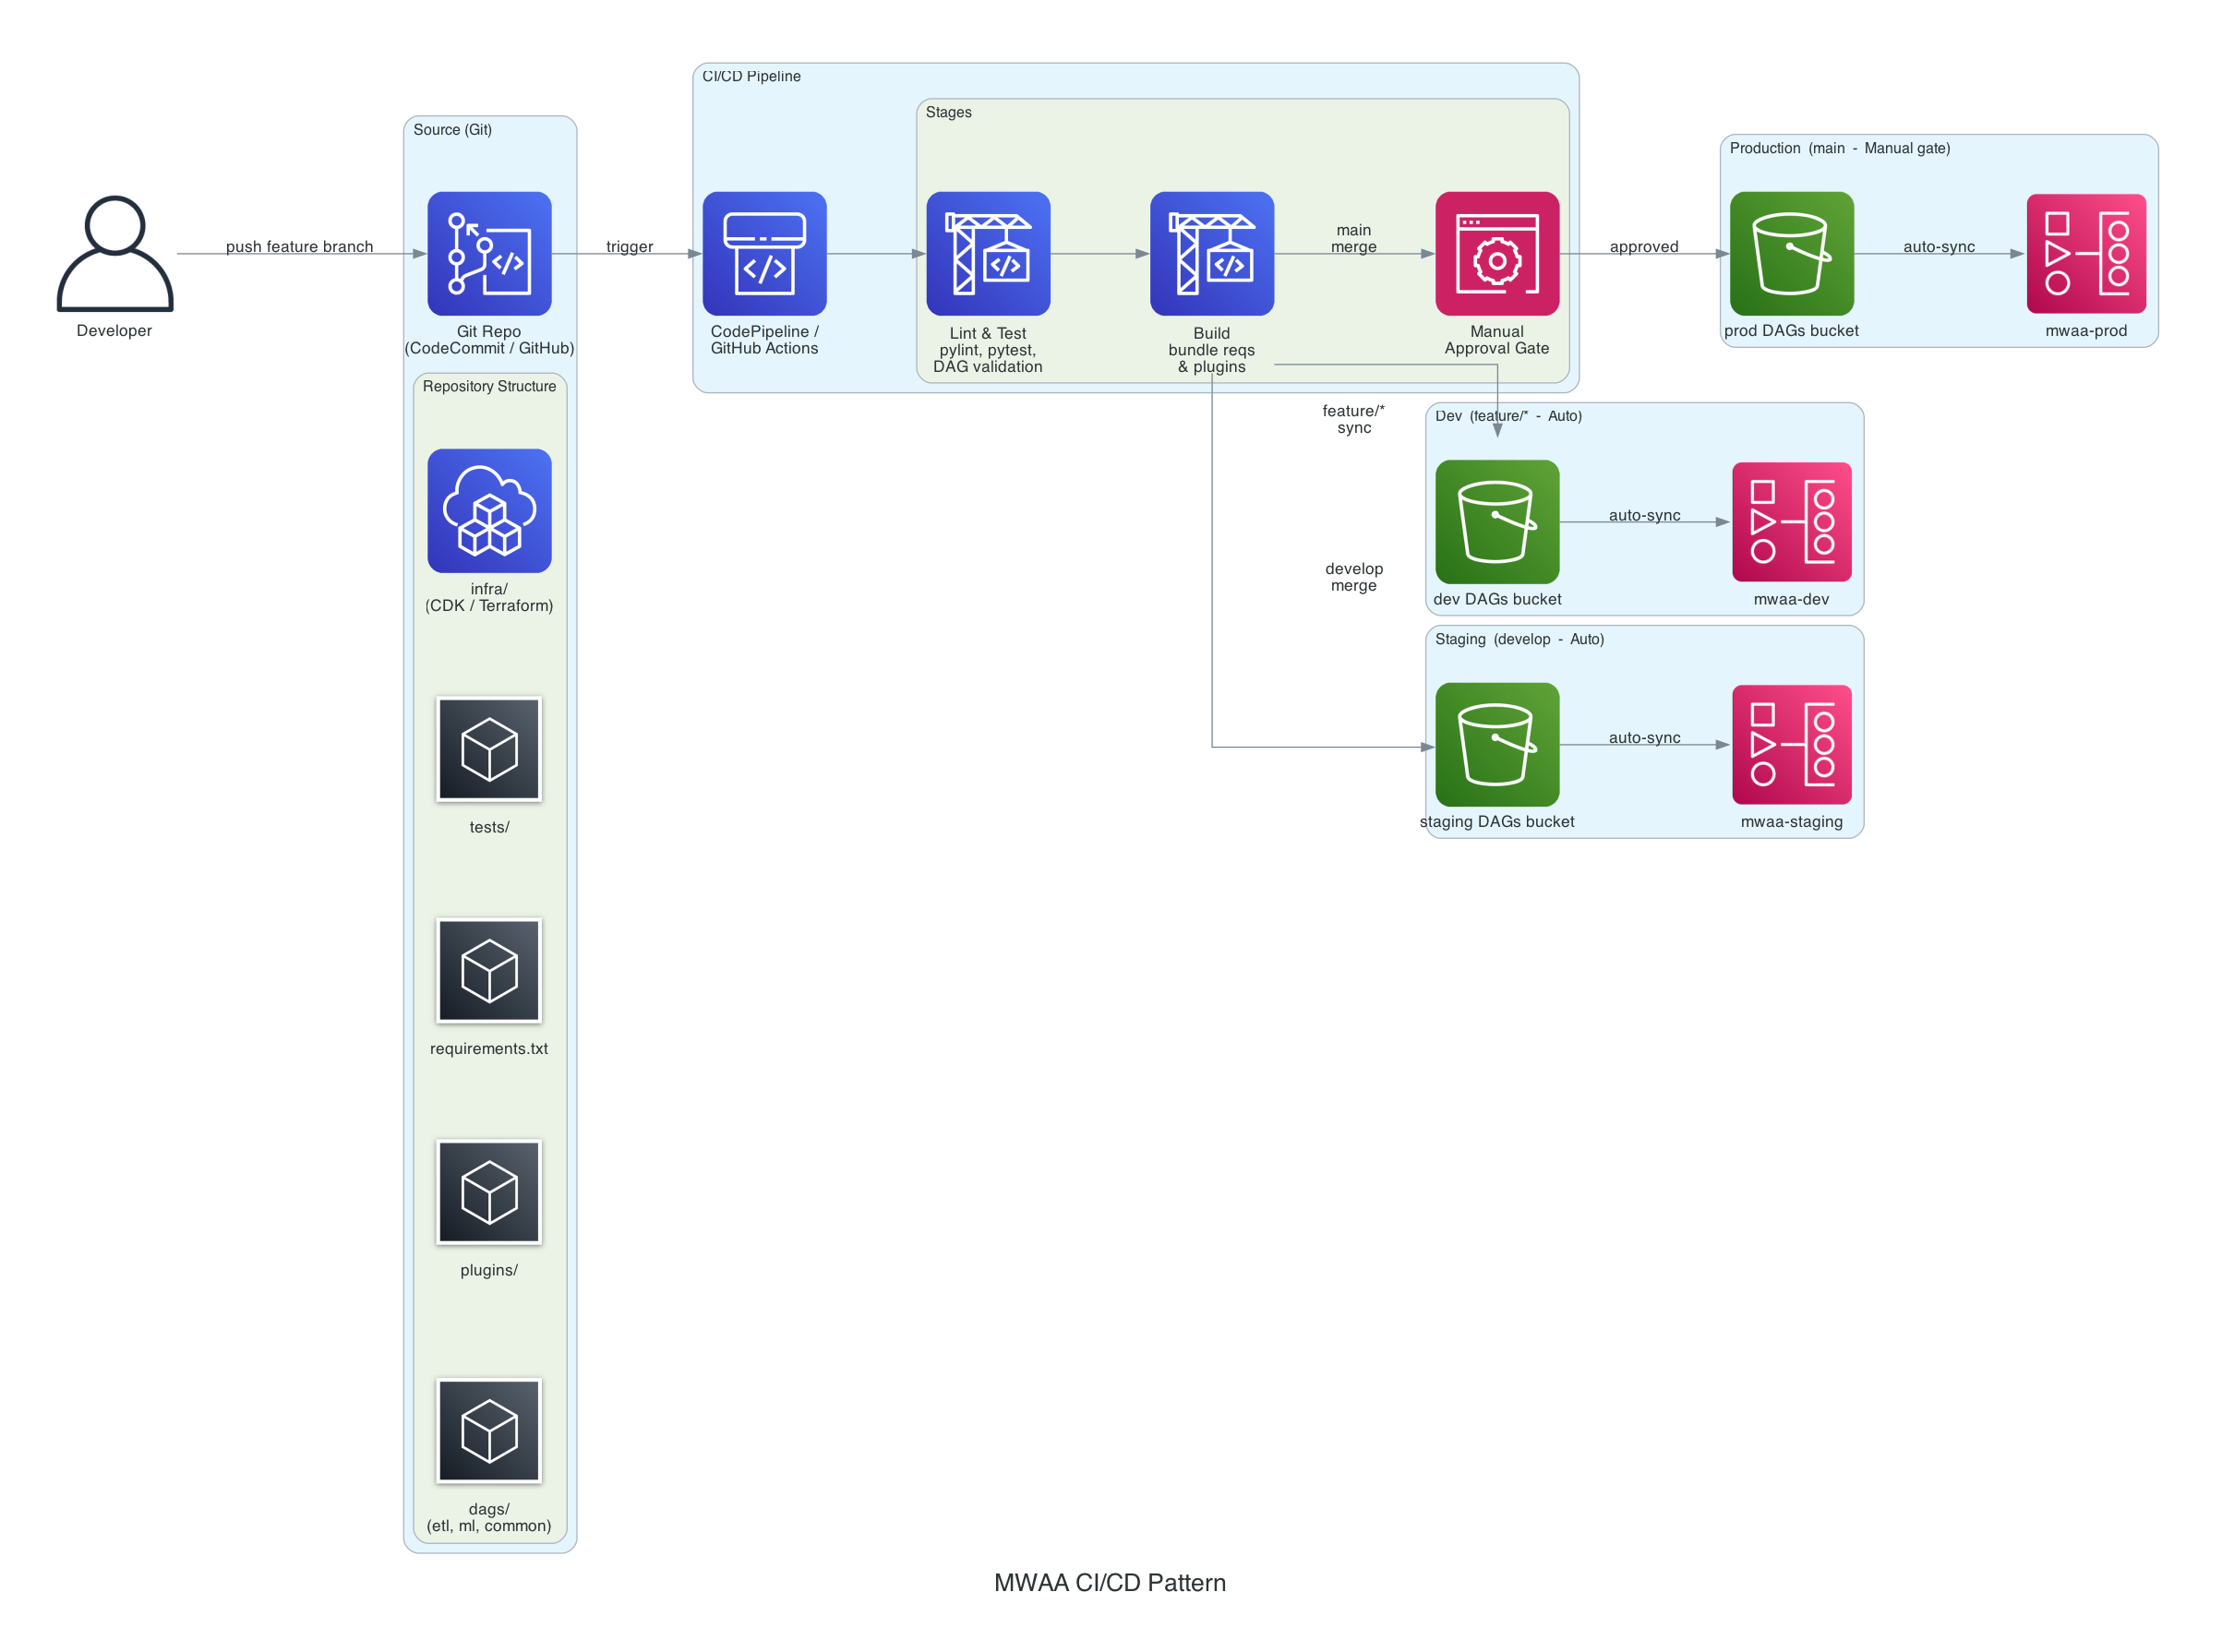 CI/CD Pipeline
Stages
Source (Git)
Production (main - Manual gate)
push feature branch
trigger
main
merge
approved
auto-sync
Developer
Git Repo
(CodeCommit / GitHub)
CodePipeline /
GitHub Actions
Lint & Test
pylint, pytest,
DAG validation
Build
bundle reqs
& plugins
Manual
Approval Gate
prod DAGs bucket
mwaa-prod
Repository Structure
feature/*
sync
Dev (feature/* - Auto)
auto-sync
develop
merge
dev DAGs bucket
mwaa-dev
infra/
(CDK / Terraform)
Staging (develop - Auto)
auto-sync
staging DAGs bucket
mwaa-staging
tests/
requirements.txt
plugins/
dags/
(etl, ml, common)
MWAA CI/CD Pattern